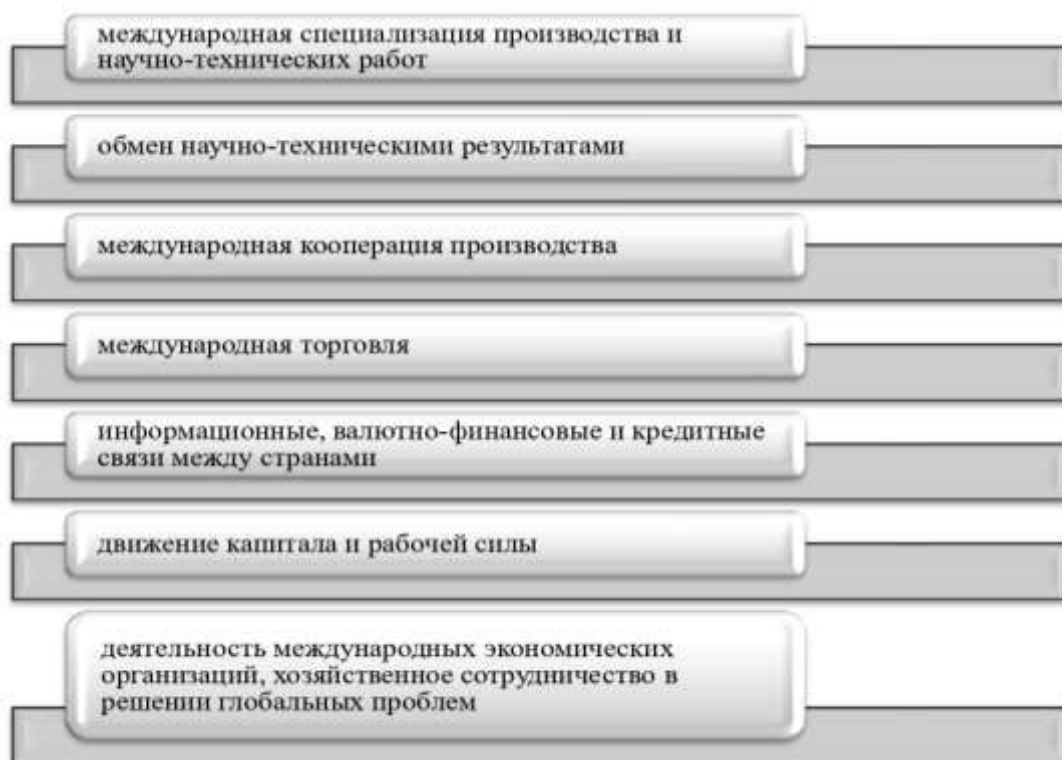 международная специализация производства и
научно-технических работ
обмен научно-техническими результатами
международная кооперация производства
международная торговля
информационные, валютно-финансовые и кредитные
связи между странами
движение капитала и рабочей силы
деятельность международных экономических
организаций, хозяйственное сотрудничество в
решении глобальных проблем